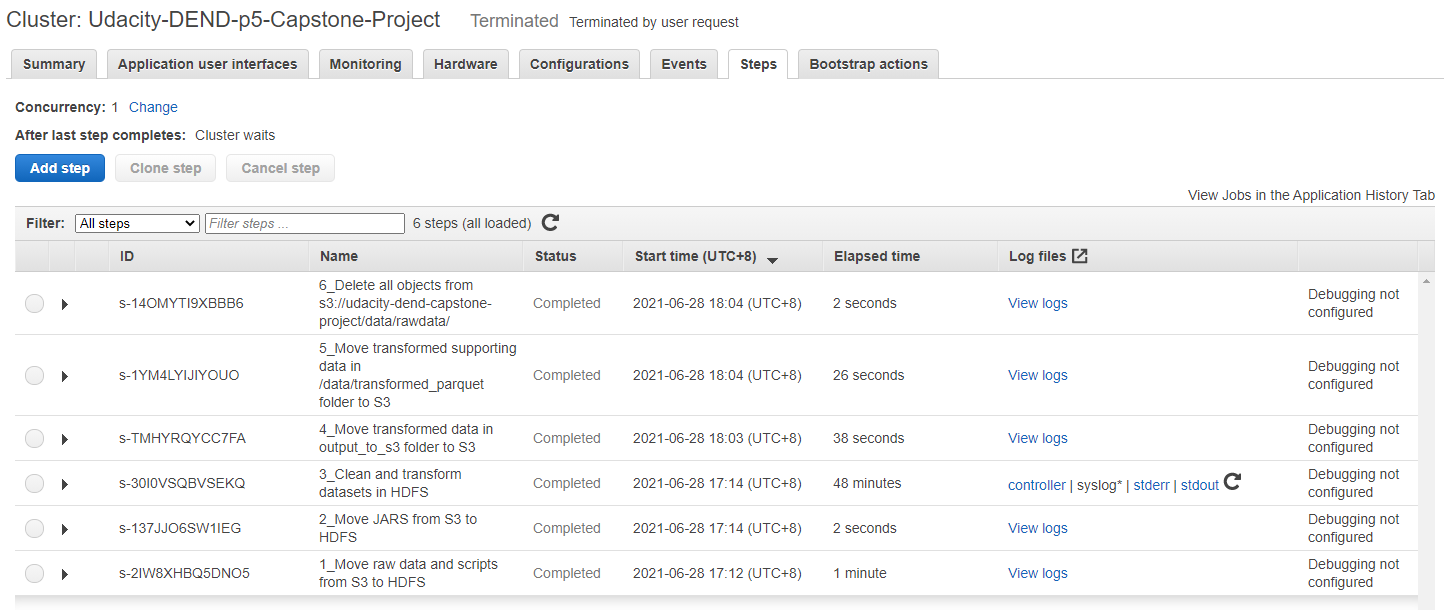 Cluster: Udacity-DEND-p5-Capstone-Project Terminated Terminated by user request
Summary Application user interfaces Monitoring Hardware Configurations Events Steps Bootstrap actions
Concurrency: 1 Change
After last step completes: Cluster waits
Add step Clone step Cancel step
View Jobs in the Application History Tab
Filter: All steps Filter steps ... 6 steps (all loaded)
ID Name Status Start time (UTC+8) Elapsed time Log files
6_Delete all objects from
s-14OMYTI9XBBB6 s3://udacity-dend-capstone- Completed 2021-06-28 18:04 (UTC+8) 2 seconds View logs Debugging not
project/data/rawdata/ configured
5_Move transformed supporting
data in
s-1YM4LYIJIYOUO /data/transformed_parquet Completed 2021-06-28 18:04 (UTC+8) 26 seconds View logs Debugging not
folder to S3 configured
s-TMHYRQYCC7FA 4_Move transformed data in Completed 2021-06-28 18:03 (UTC+8) 38 seconds View logs Debugging not
output_to_s3 folder to S3 configured
s-30I0VSQBVSEKQ 3_Clean and transform Completed 2021-06-28 17:14 (UTC+8) 48 minutes controller | syslog* | stderr | stdout Debugging not
datasets in HDFS configured
s-137JJO6SW1IEG 2_Move JARS from S3 to Completed 2021-06-28 17:14 (UTC+8) 2 seconds View logs Debugging not
HDFS configured
s-2IW8XHBQ5DNO5 1_Move raw data and scripts Completed 2021-06-28 17:12 (UTC+8) 1 minute View logs Debugging not
from S3 to HDFS configured